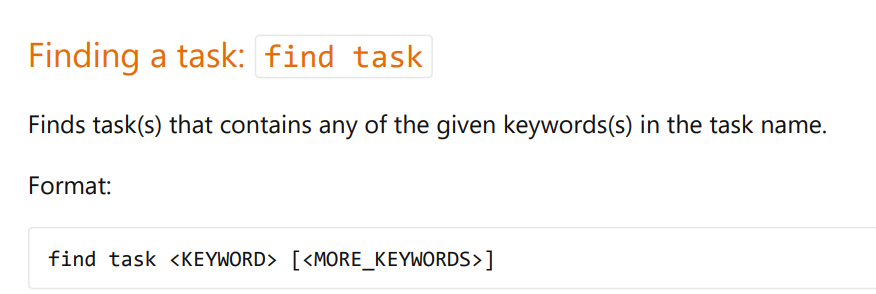 Finding a task: find task
Finds task(s) that contains any of the given keywords(s) in the task name.
Format:
find task <KEYWORD> [<MORE_KEYWORDS>]